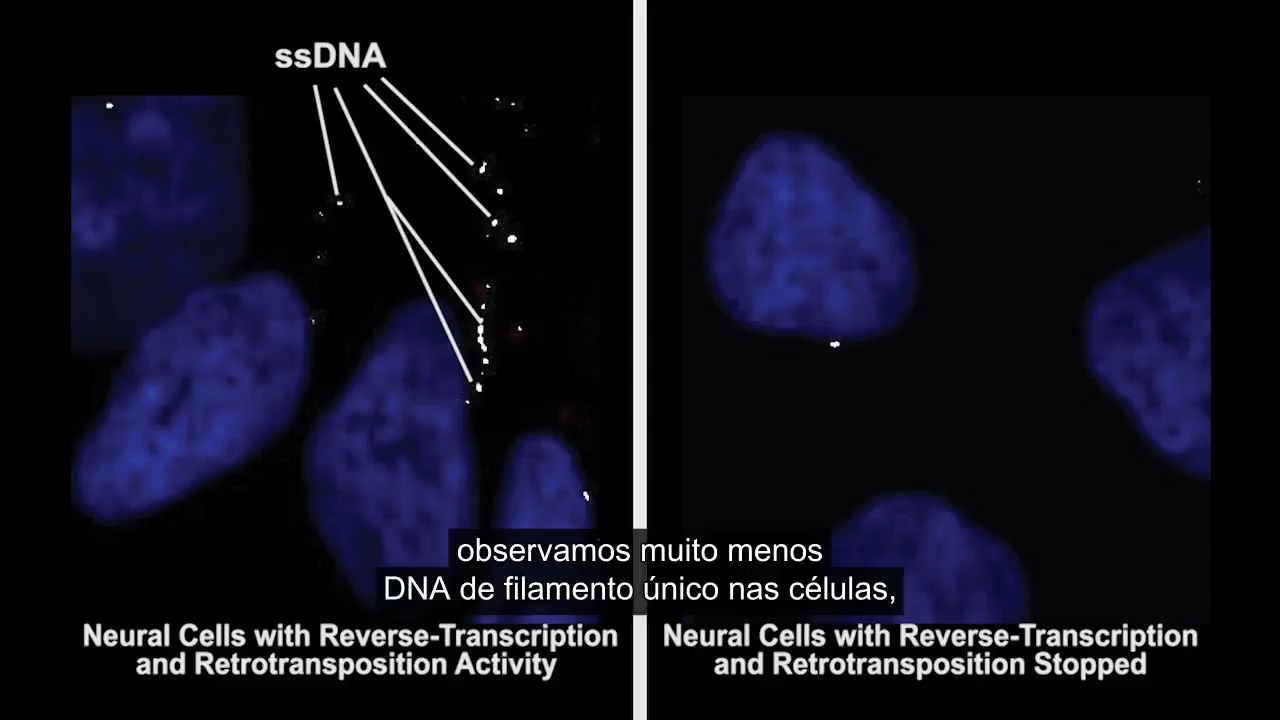 ssDNA
observamos muito menos
DNA de filamento único nas células,
Neural Cells with Reverse-Transcription
and Retrotransposition Activity
Neural Cells with Reverse-Transcription
and Retrotransposition Stopped